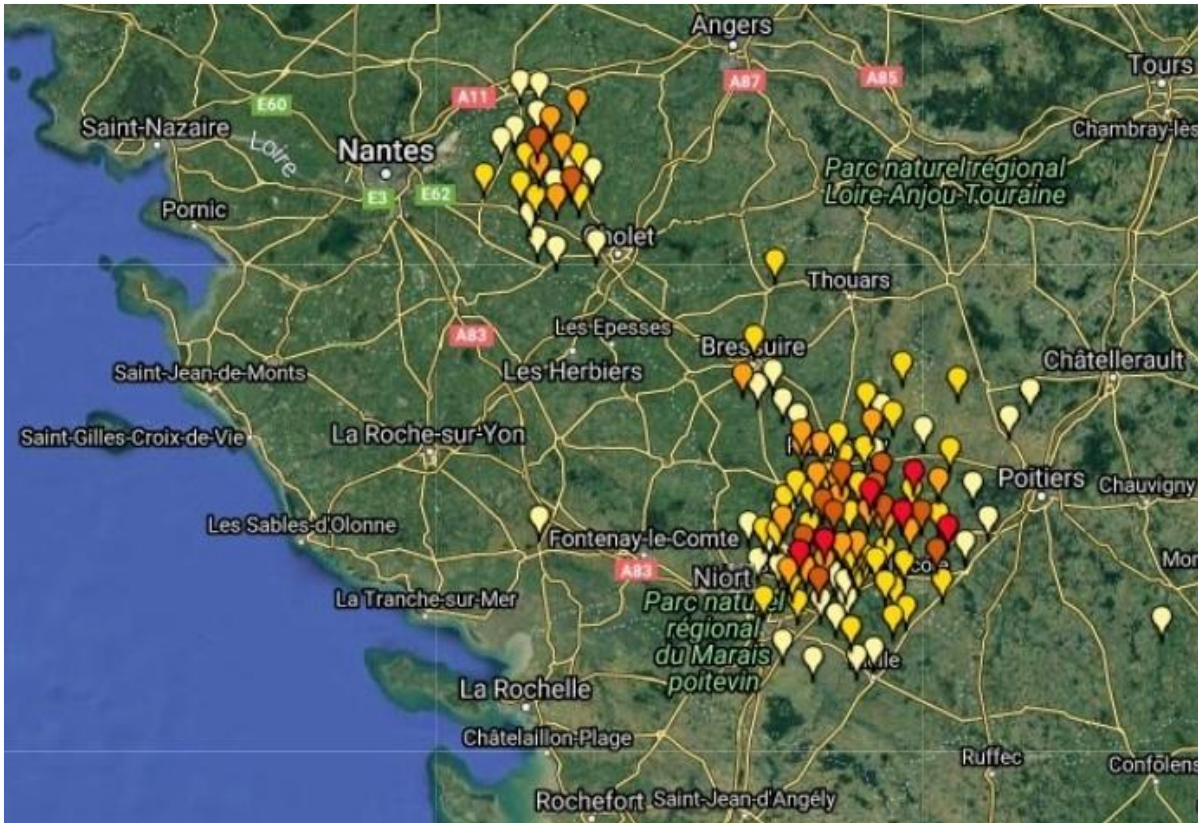 Angers
Tours
A87
A85
A11
E60
Saint-Nazaire
Chambray-lès
Loire
Nantes
Parc naturel régional
Loire-Anjou-Touraine
E3
E62
Pornic
Cholet
Thouars
A83
Les Epesses
Bressuire
Châtellerault
Saint-Jean-de-Monts
Les Herbiers
Saint-Gilles-Croix-de-Vie
La Roche-sur-Yon
Poitiers
Chauvigny
Les Sables-d'Olonne
Fontenay-le-Comte
A83
Niort
Mon
La Tranche-sur-Mer
Parc naturel
régional
du Marais
poitevin
La Rochelle
Châtelaillon-Plage
Ruffec
Confolens
Rochefort
Saint-Jean-d'Angély